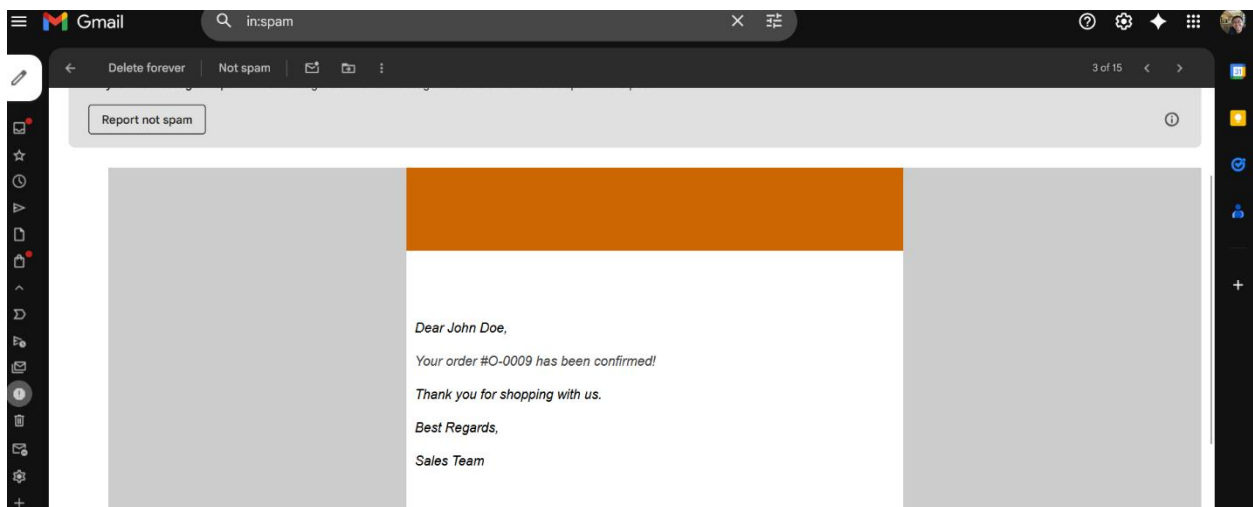 Gmail
in:spam
Delete forever
Not spam
3 of 15
Report not spam
31
Dear John Doe,
Your order #O-0009 has been confirmed!
Thank you for shopping with us.
Best Regards,
Sales Team